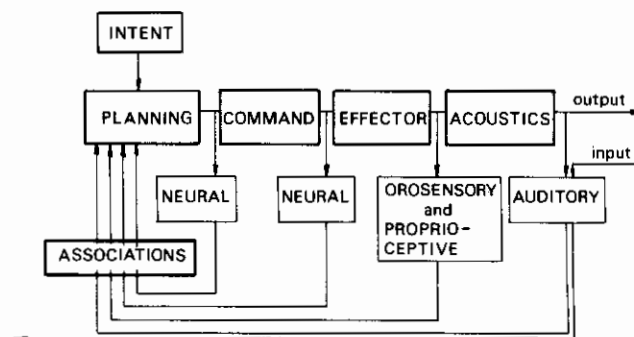 INTENT
PLANNING
COMMAND
EFFECTOR
ACOUSTICS
output
input
NEURAL
NEURAL
OROSENSORY
and
PROPRIO-
CEPTIVE
AUDITORY
ASSOCIATIONS